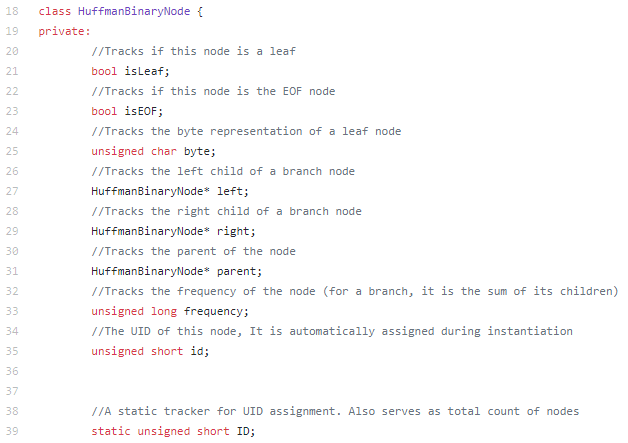 18 class HuffmanBinaryNode {
19 private:
20 //Tracks if this node is a leaf
21 bool isLeaf;
22 //Tracks if this node is the EOF node
23 bool isEOF;
24 //Tracks the byte representation of a leaf node
25 unsigned char byte;
26 //Tracks the left child of a branch node
27 HuffmanBinaryNode* left;
28 //Tracks the right child of a branch node
29 HuffmanBinaryNode* right;
30 //Tracks the parent of the node
31 HuffmanBinaryNode* parent;
32 //Tracks the frequency of the node (for a branch, it is the sum of its children)
33 unsigned long frequency;
34 //The UID of this node, It is automatically assigned during instantiation
35 unsigned short id;
36
37
38 //A static tracker for UID assignment. Also serves as total count of nodes
39 static unsigned short ID;